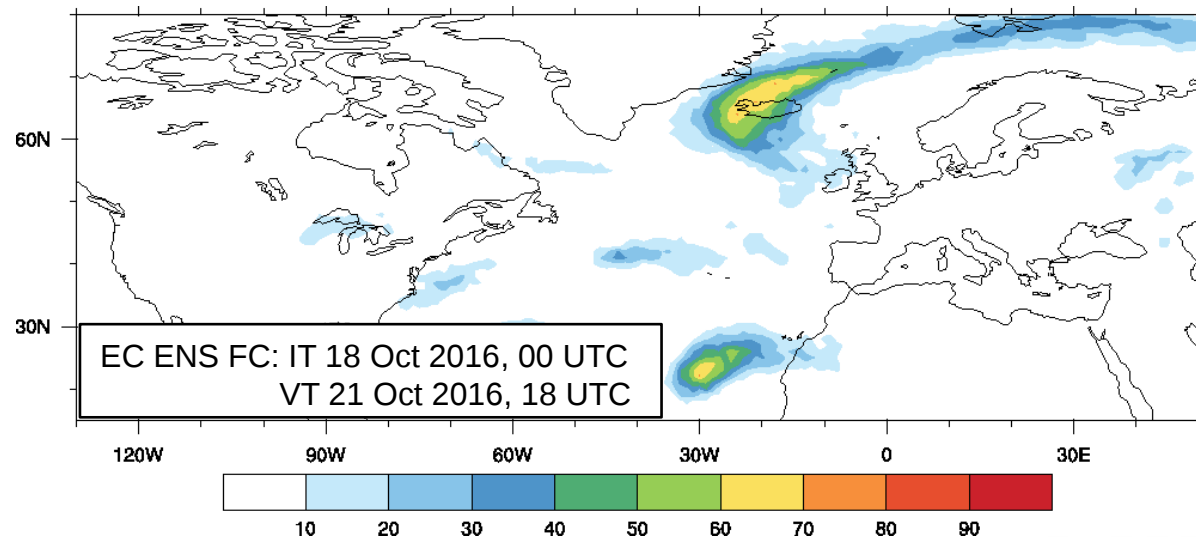 60N
30N
EC ENS FC: IT 18 Oct 2016, 00 UTC
VT 21 Oct 2016, 18 UTC
120W 90W 60W 30W 0 30E
10 20 30 40 50 60 70 80 90